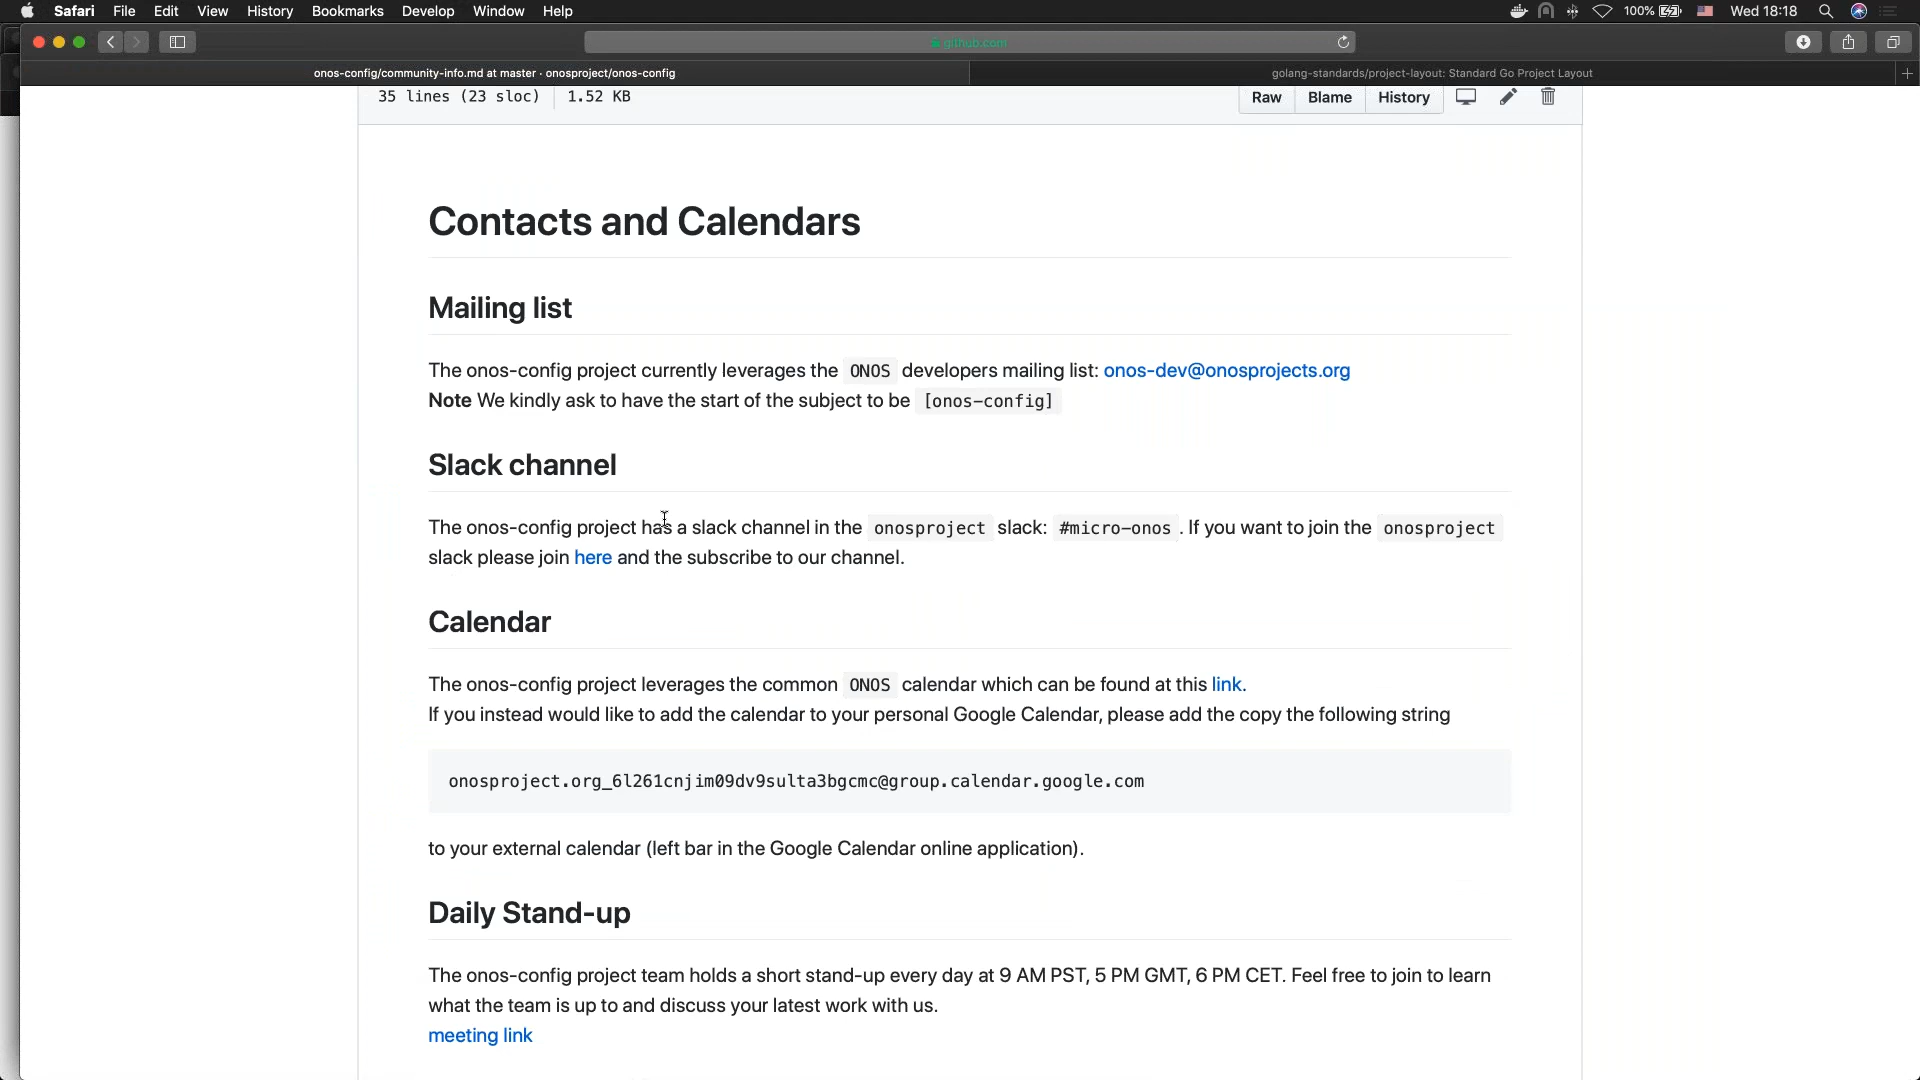 Safari File Edit View History Bookmarks Develop Window Help 100% Wed 18:18
github.com
onos-config/community-info.md at master · onosproject/onos-config golang-standards/project-layout: Standard Go Project Layout
35 lines (23 sloc) 1.52 KB Raw Blame History
Contacts and Calendars
Mailing list
The onos-config project currently leverages the ONOS developers mailing list: onos-dev@onosprojects.org
Note We kindly ask to have the start of the subject to be [onos-config]
Slack channel
The onos-config project has a slack channel in the onosproject slack: #micro-onos . If you want to join the onosproject
slack please join here and the subscribe to our channel.
Calendar
The onos-config project leverages the common ONOS calendar which can be found at this link.
If you instead would like to add the calendar to your personal Google Calendar, please add the copy the following string
onosproject.org_6l261cnjim09dv9sulta3bgcmc@group.calendar.google.com
to your external calendar (left bar in the Google Calendar online application).
Daily Stand-up
The onos-config project team holds a short stand-up every day at 9 AM PST, 5 PM GMT, 6 PM CET. Feel free to join to learn
what the team is up to and discuss your latest work with us.
meeting link